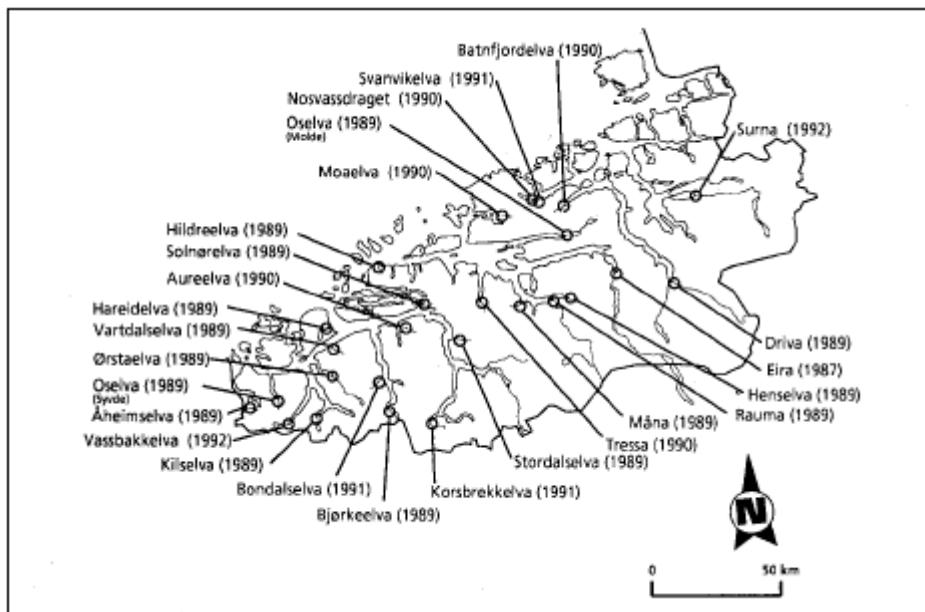 Batnfjordelva (1990)
Svanvikelva (1991)
Nosvassdraget (1990)
Oselva (1989)
(Molde)
Surna (1992)
Moaelva (1990)
Hildreelva (1989)
Solnørelva (1989)
Aureelva (1990)
Hareidelva (1989)
Vartdalselva (1989)
Ørstaelva (1989)
Oselva (1989)
(Syvde)
Åheimselva (1989)
Vassbakkelva (1992)
Kilselva (1989)
Bondalselva (1991)
Bjørkeelva (1989)
Korsbrekkelva (1991)
Stordalselva (1989)
Tressa (1990)
Måna (1989)
Rauma (1989)
Henselva (1989)
Eira (1987)
Driva (1989)
N
0 50 km